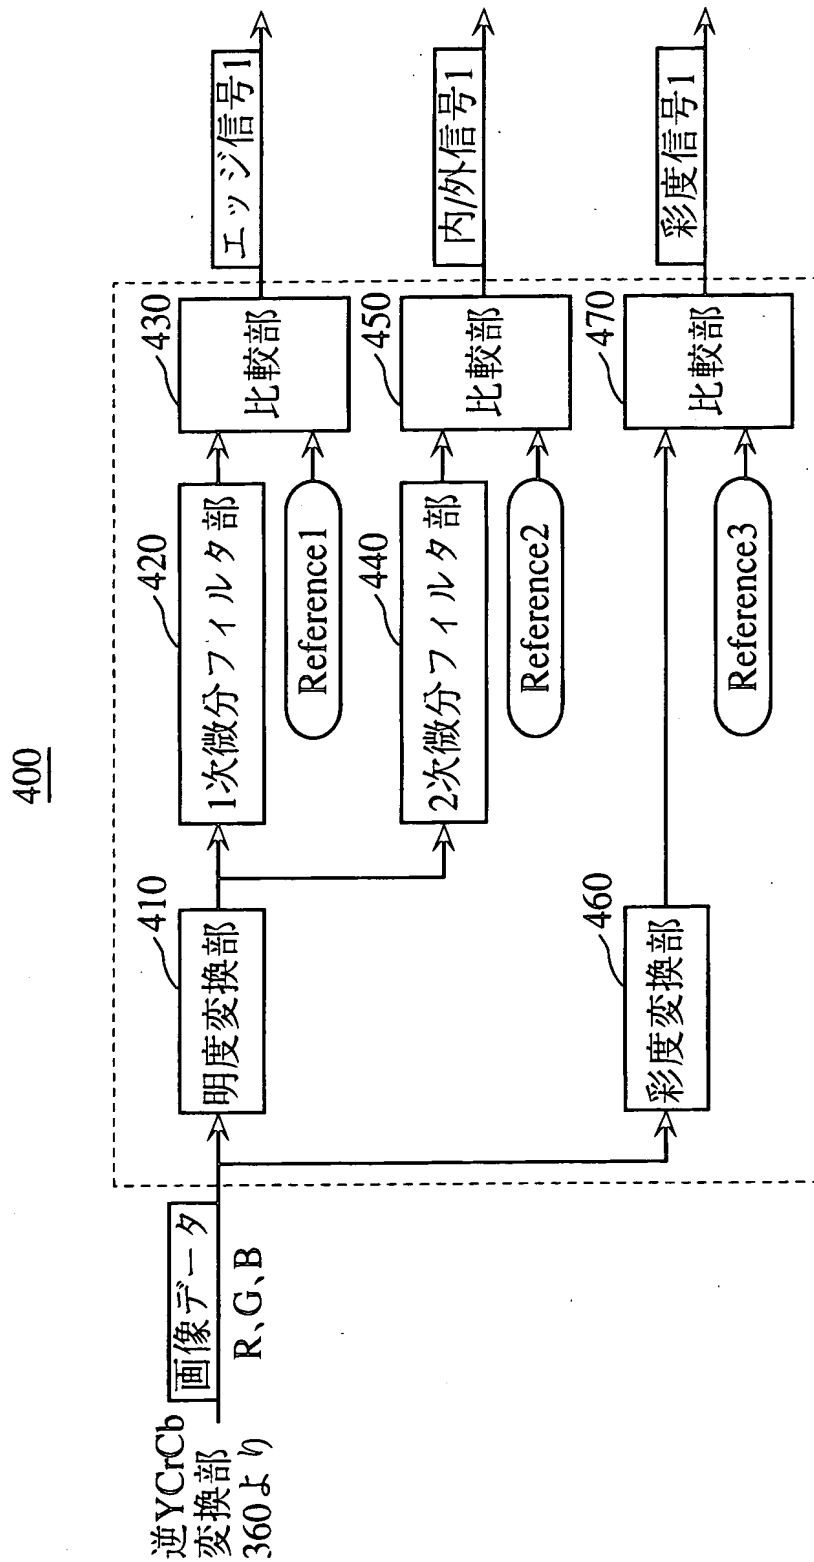 400
逆YCrCb
変換部
360より
画像データ
R、G、B
410
明度変換部
420
1次微分フィルタ部
Reference1
430
比較部
エッジ信号1
440
2次微分フィルタ部
Reference2
450
比較部
内/外信号1
460
彩度変換部
Reference3
470
比較部
彩度信号1